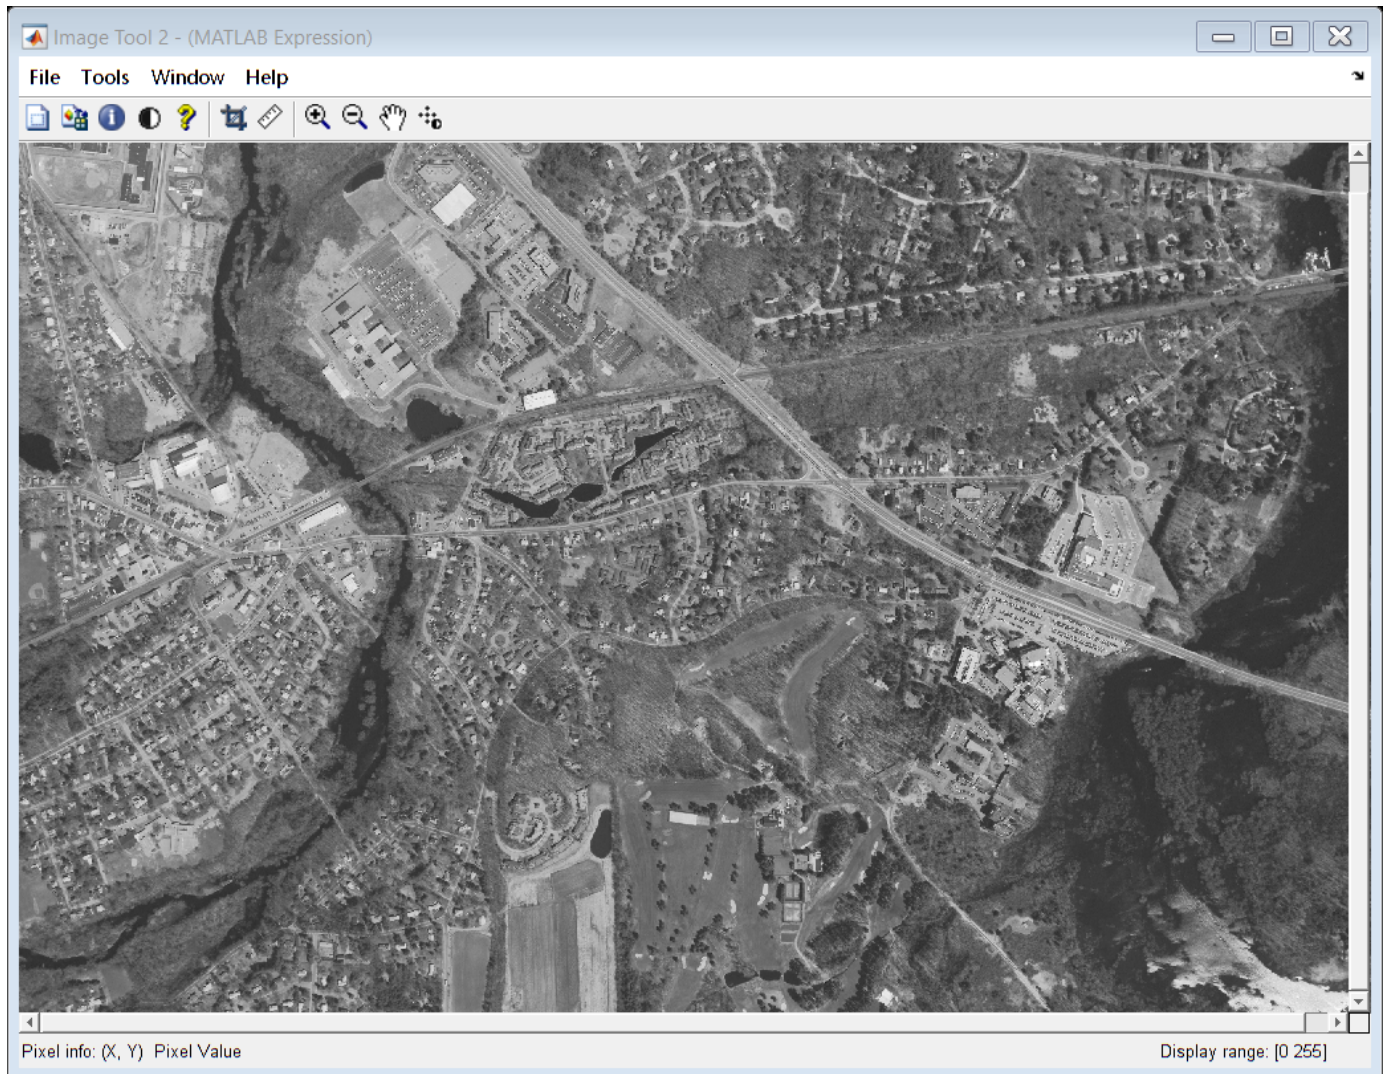 Image Tool 2 - (MATLAB Expression)
File Tools Window Help
Pixel info: (X, Y) Pixel Value
Display range: [0 255]